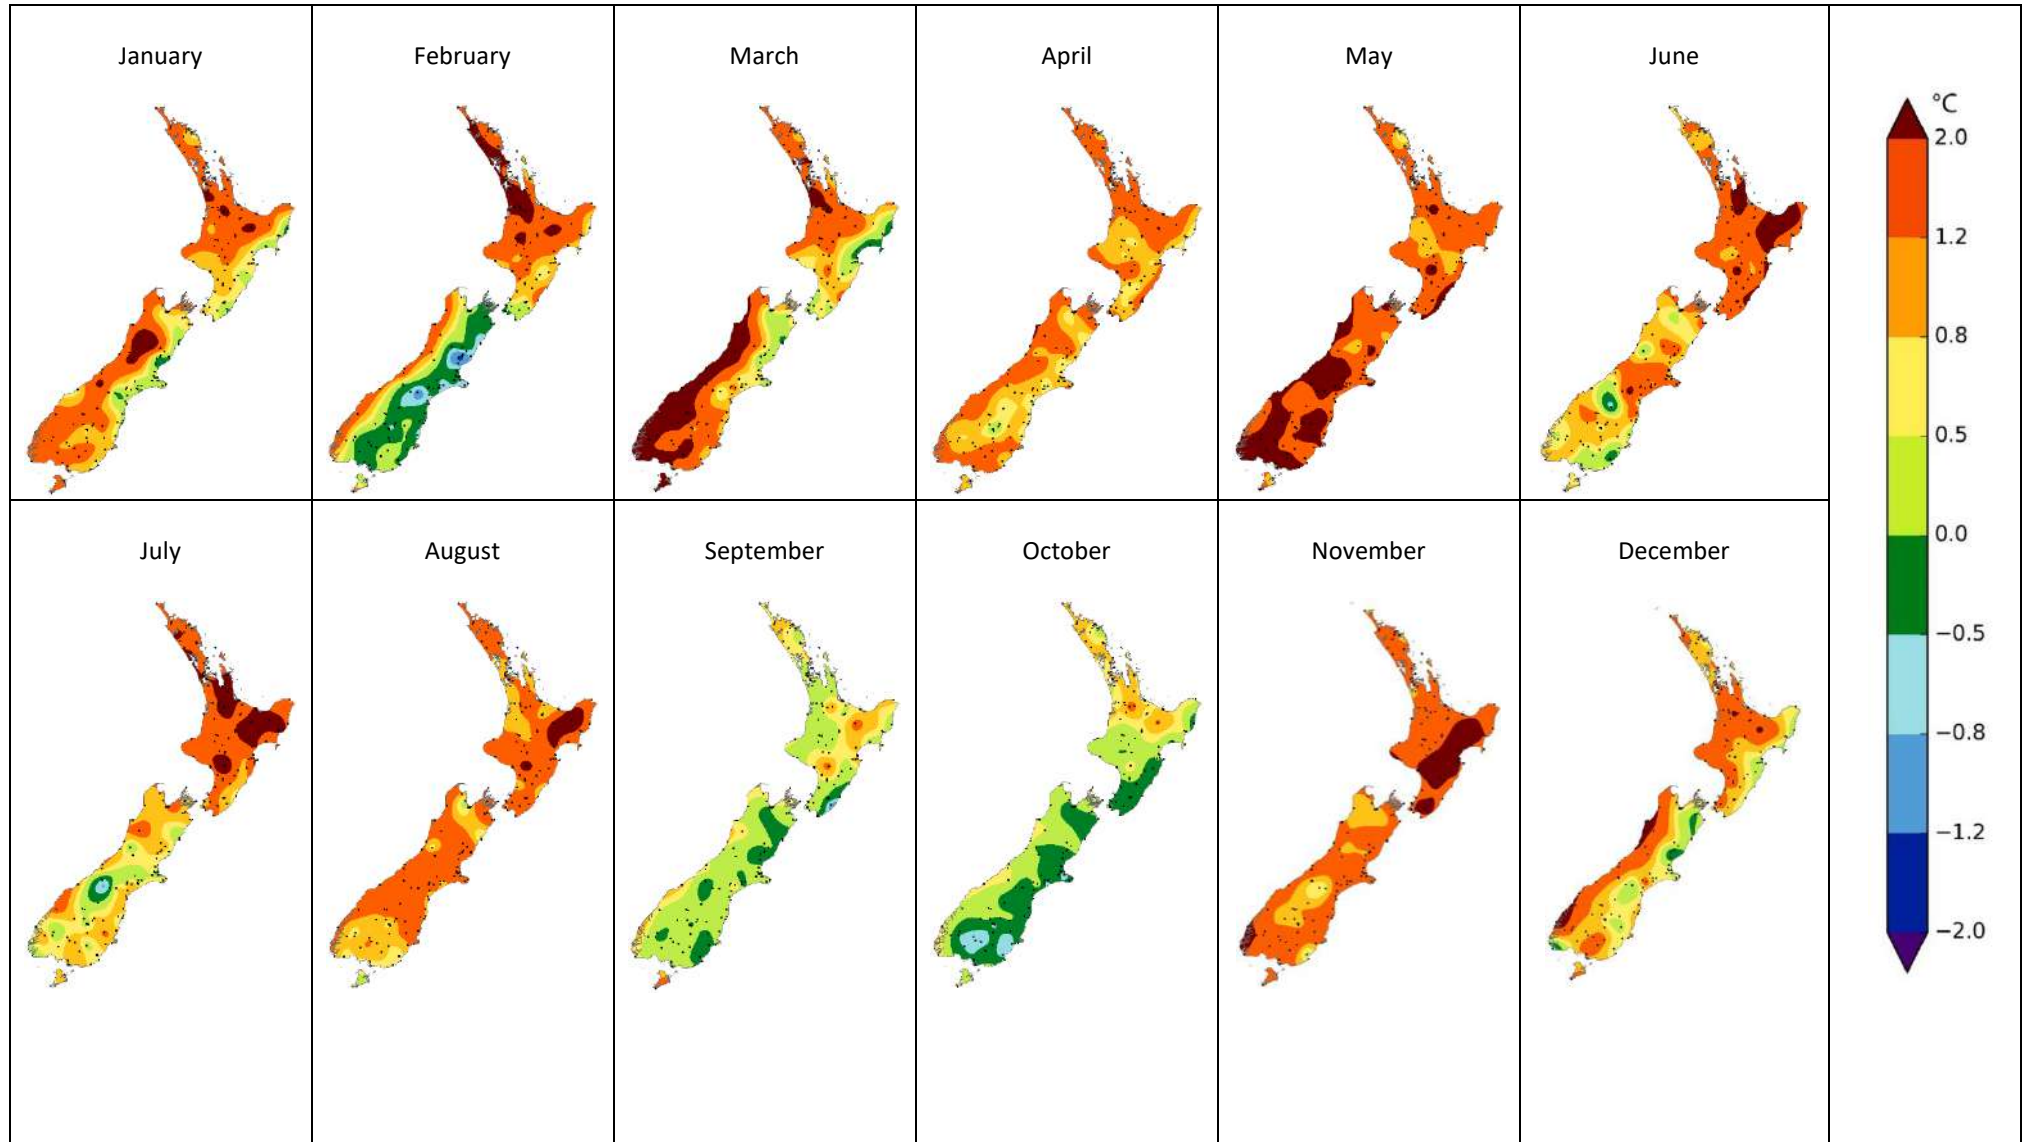 January
February
March
April
May
June
°C
2.0
1.2
0.8
0.5
0.0
−0.5
−0.8
−1.2
−2.0
July
August
September
October
November
December